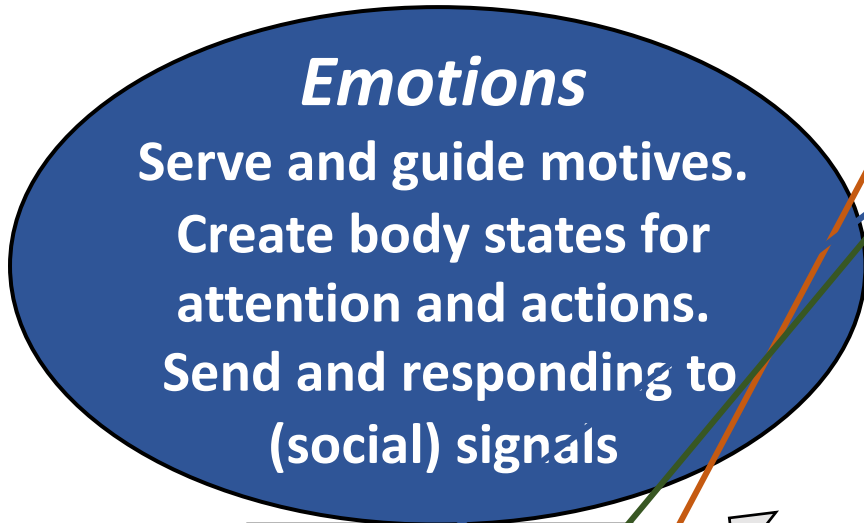 Emotions
Serve and guide motives.
Create body states for
attention and actions.
Send and responding to
(social) signals